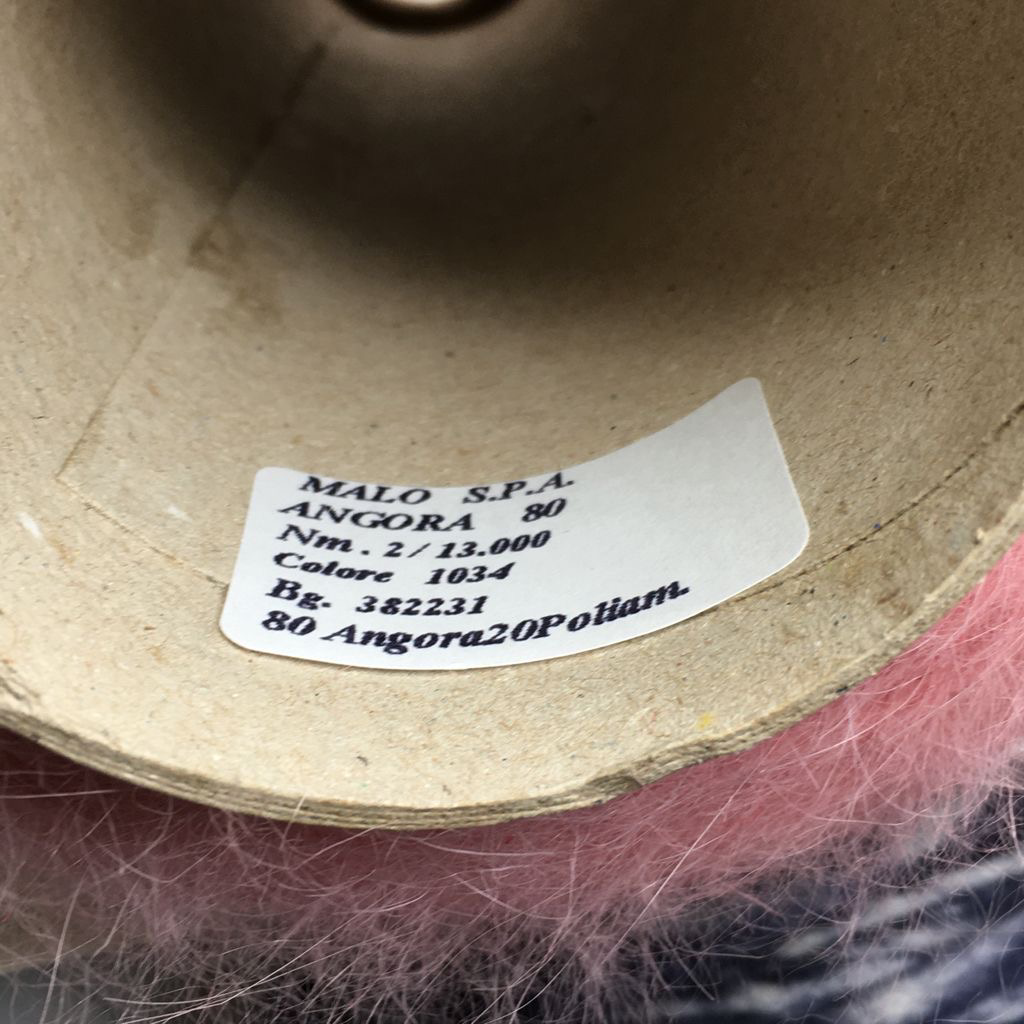 MALO S.P.A.
ANGORA 80
Nm. 2/13.000
Colore 1034
Bg. 382231
80 Angora20Poliam.